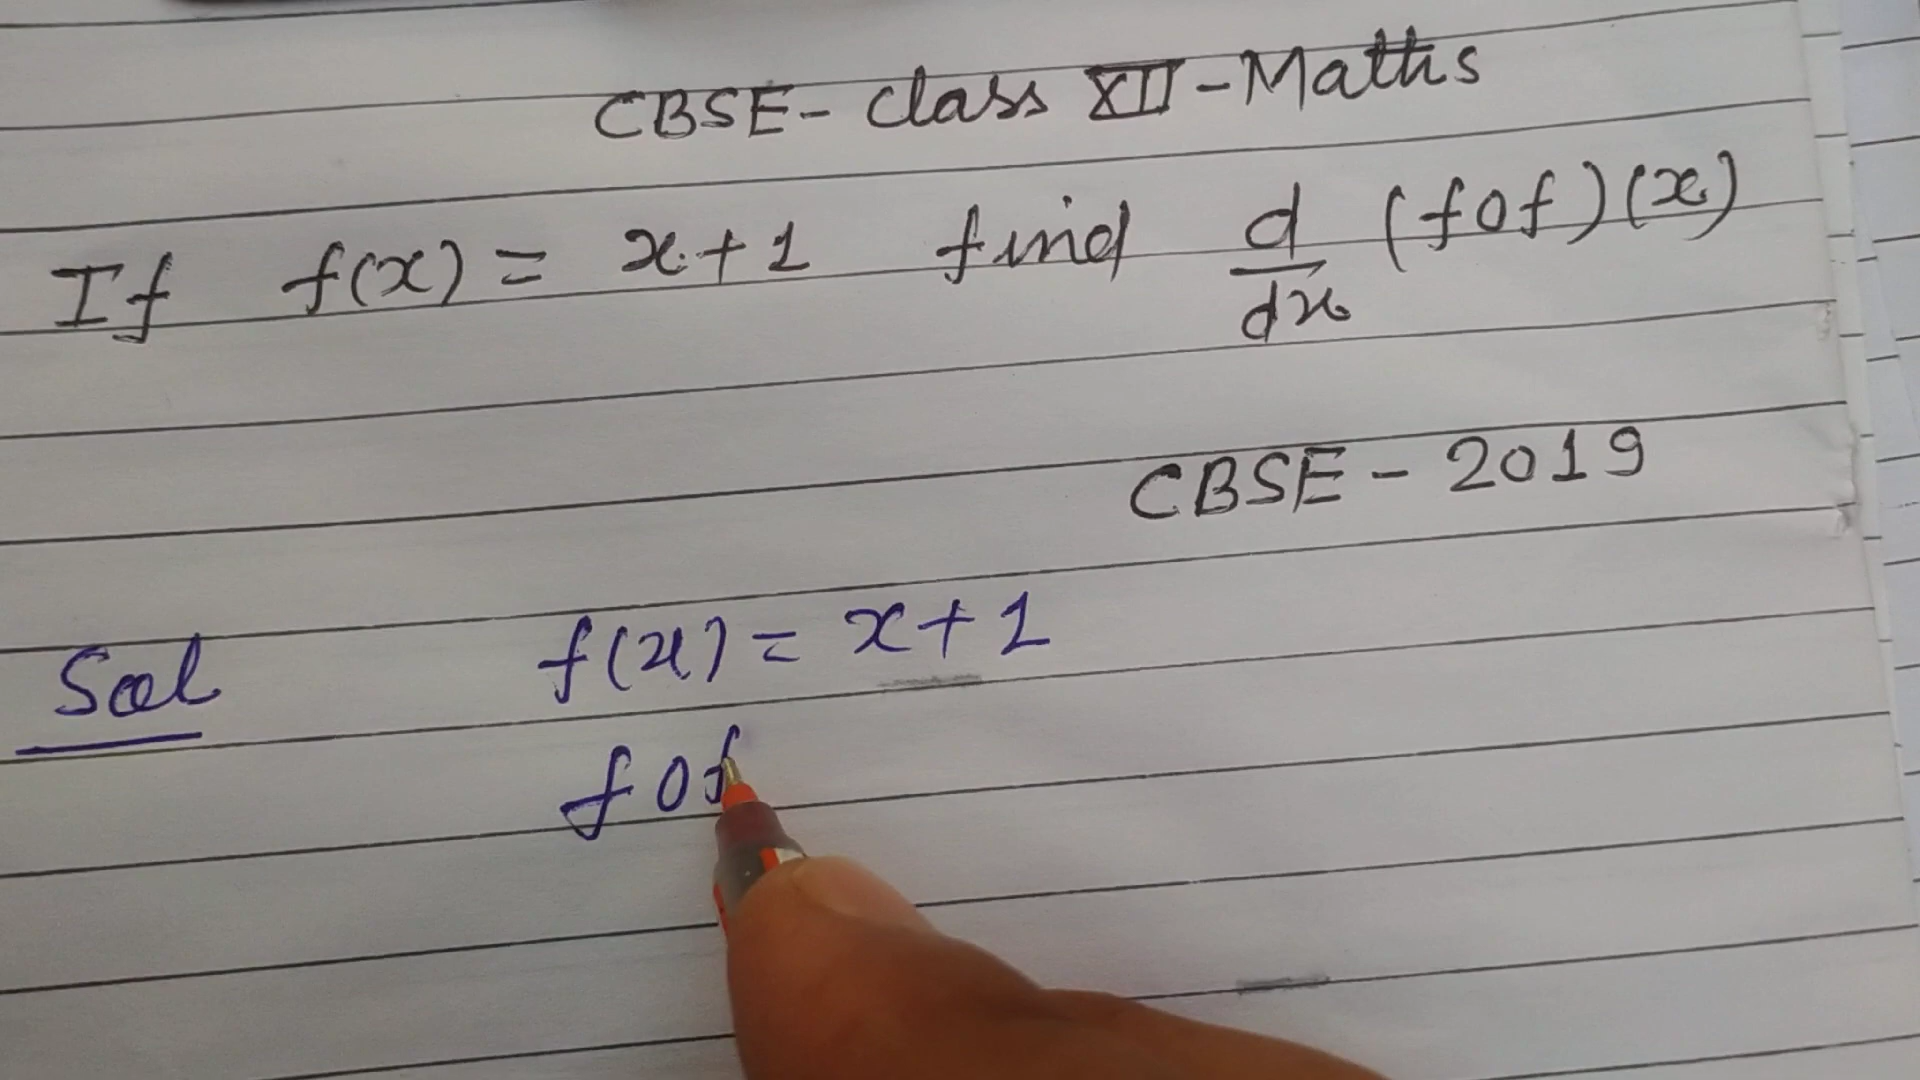 CBSE - Class XII - Maths
If f(x) = x + 1 find d/dx (fof)(x)
CBSE - 2019
Sol f(x) = x + 1
fof